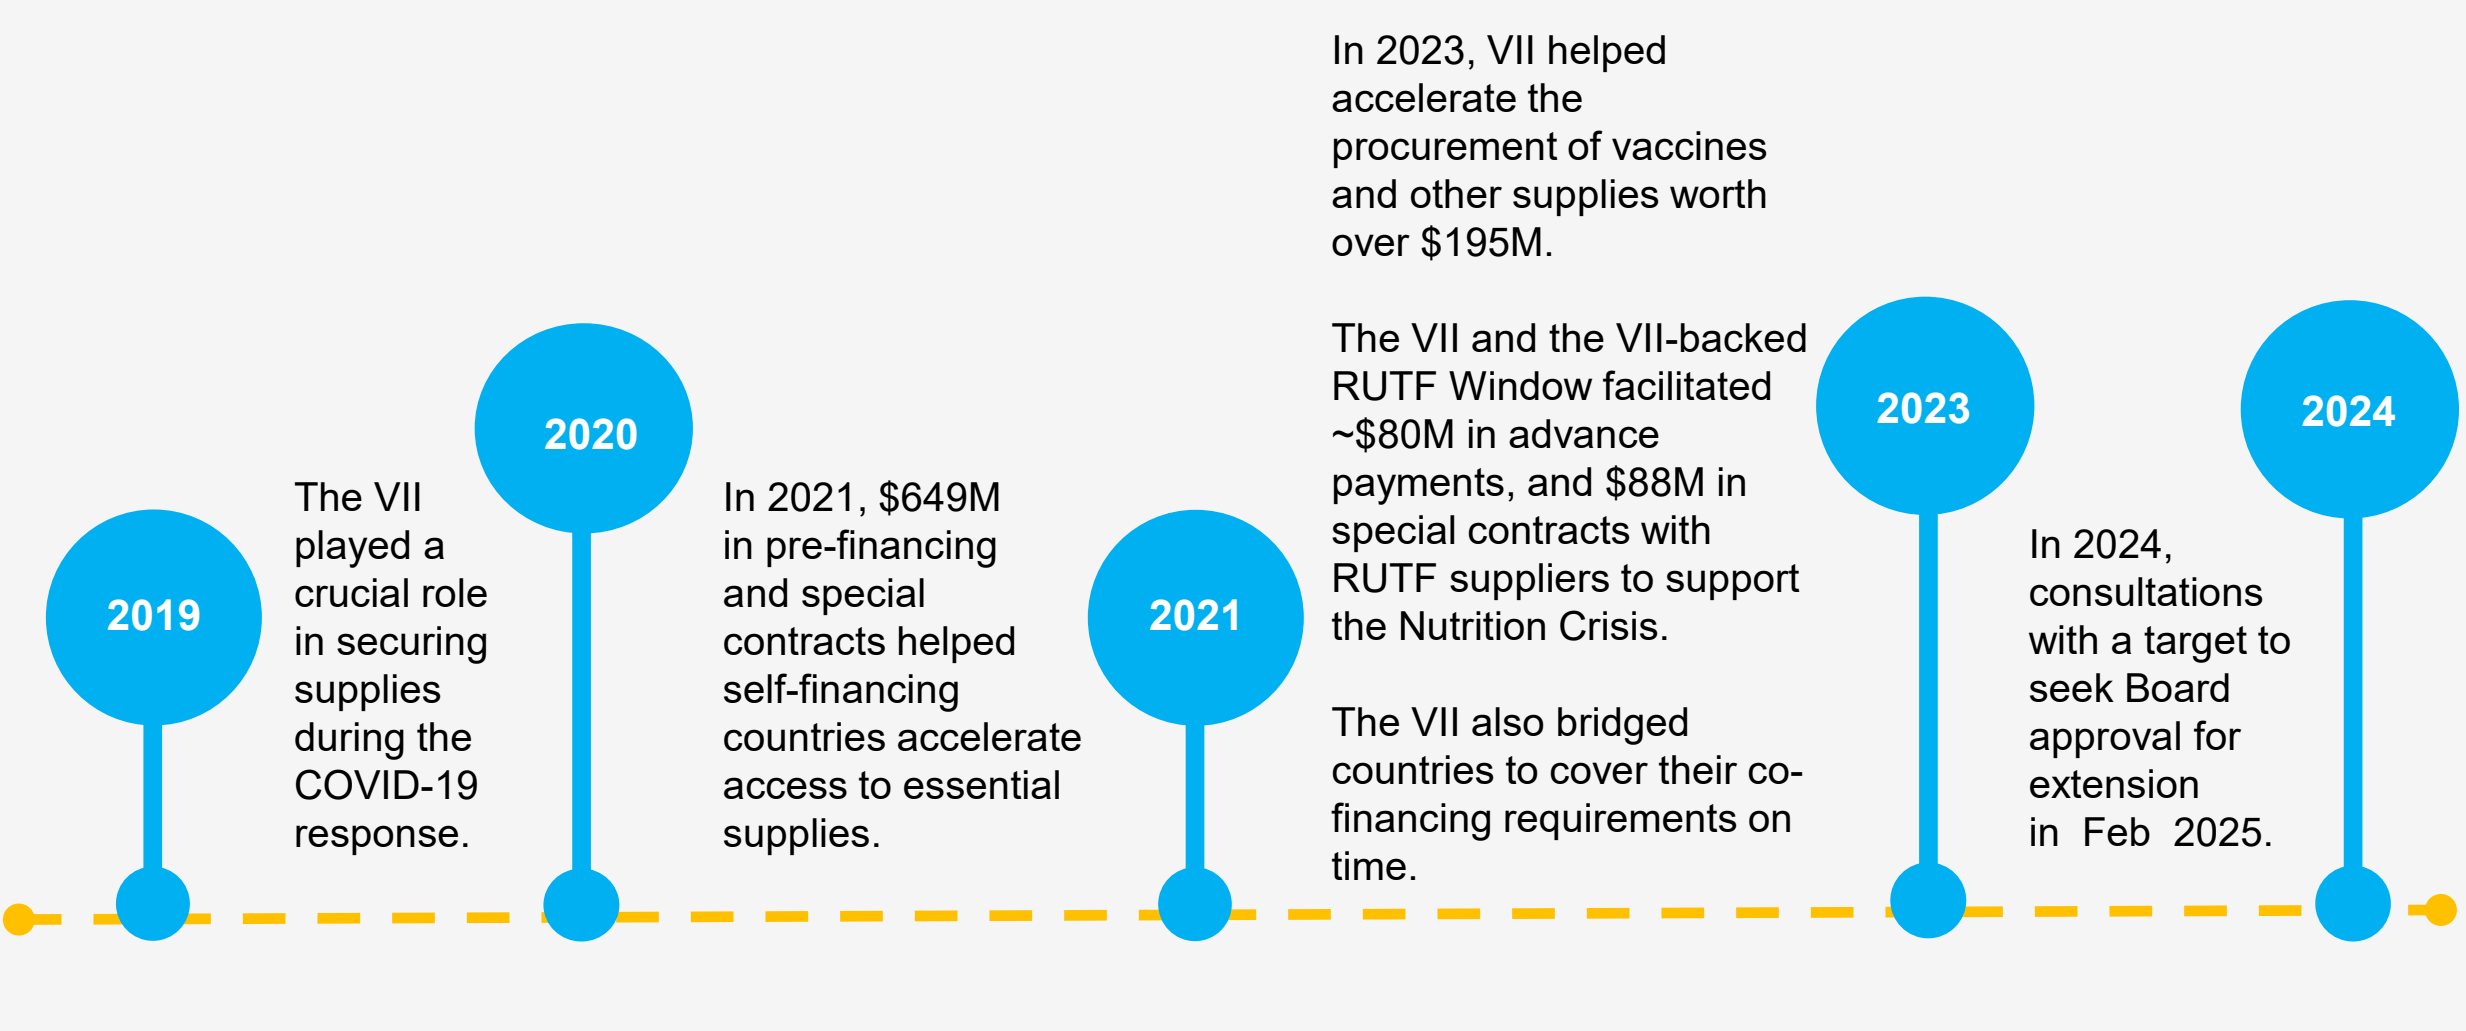 2019
The VII
played a
crucial role
in securing
supplies
during the
COVID-19
response.
2020
In 2021, $649M
in pre-financing
and special
contracts helped
self-financing
countries accelerate
access to essential
supplies.
2021
In 2023, VII helped
accelerate the
procurement of vaccines
and other supplies worth
over $195M.
The VII and the VII-backed
RUTF Window facilitated
~$80M in advance
payments, and $88M in
special contracts with
RUTF suppliers to support
the Nutrition Crisis.
The VII also bridged
countries to cover their co-
financing requirements on
time.
2023
In 2024,
consultations
with a target to
seek Board
approval for
extension
in Feb 2025.
2024